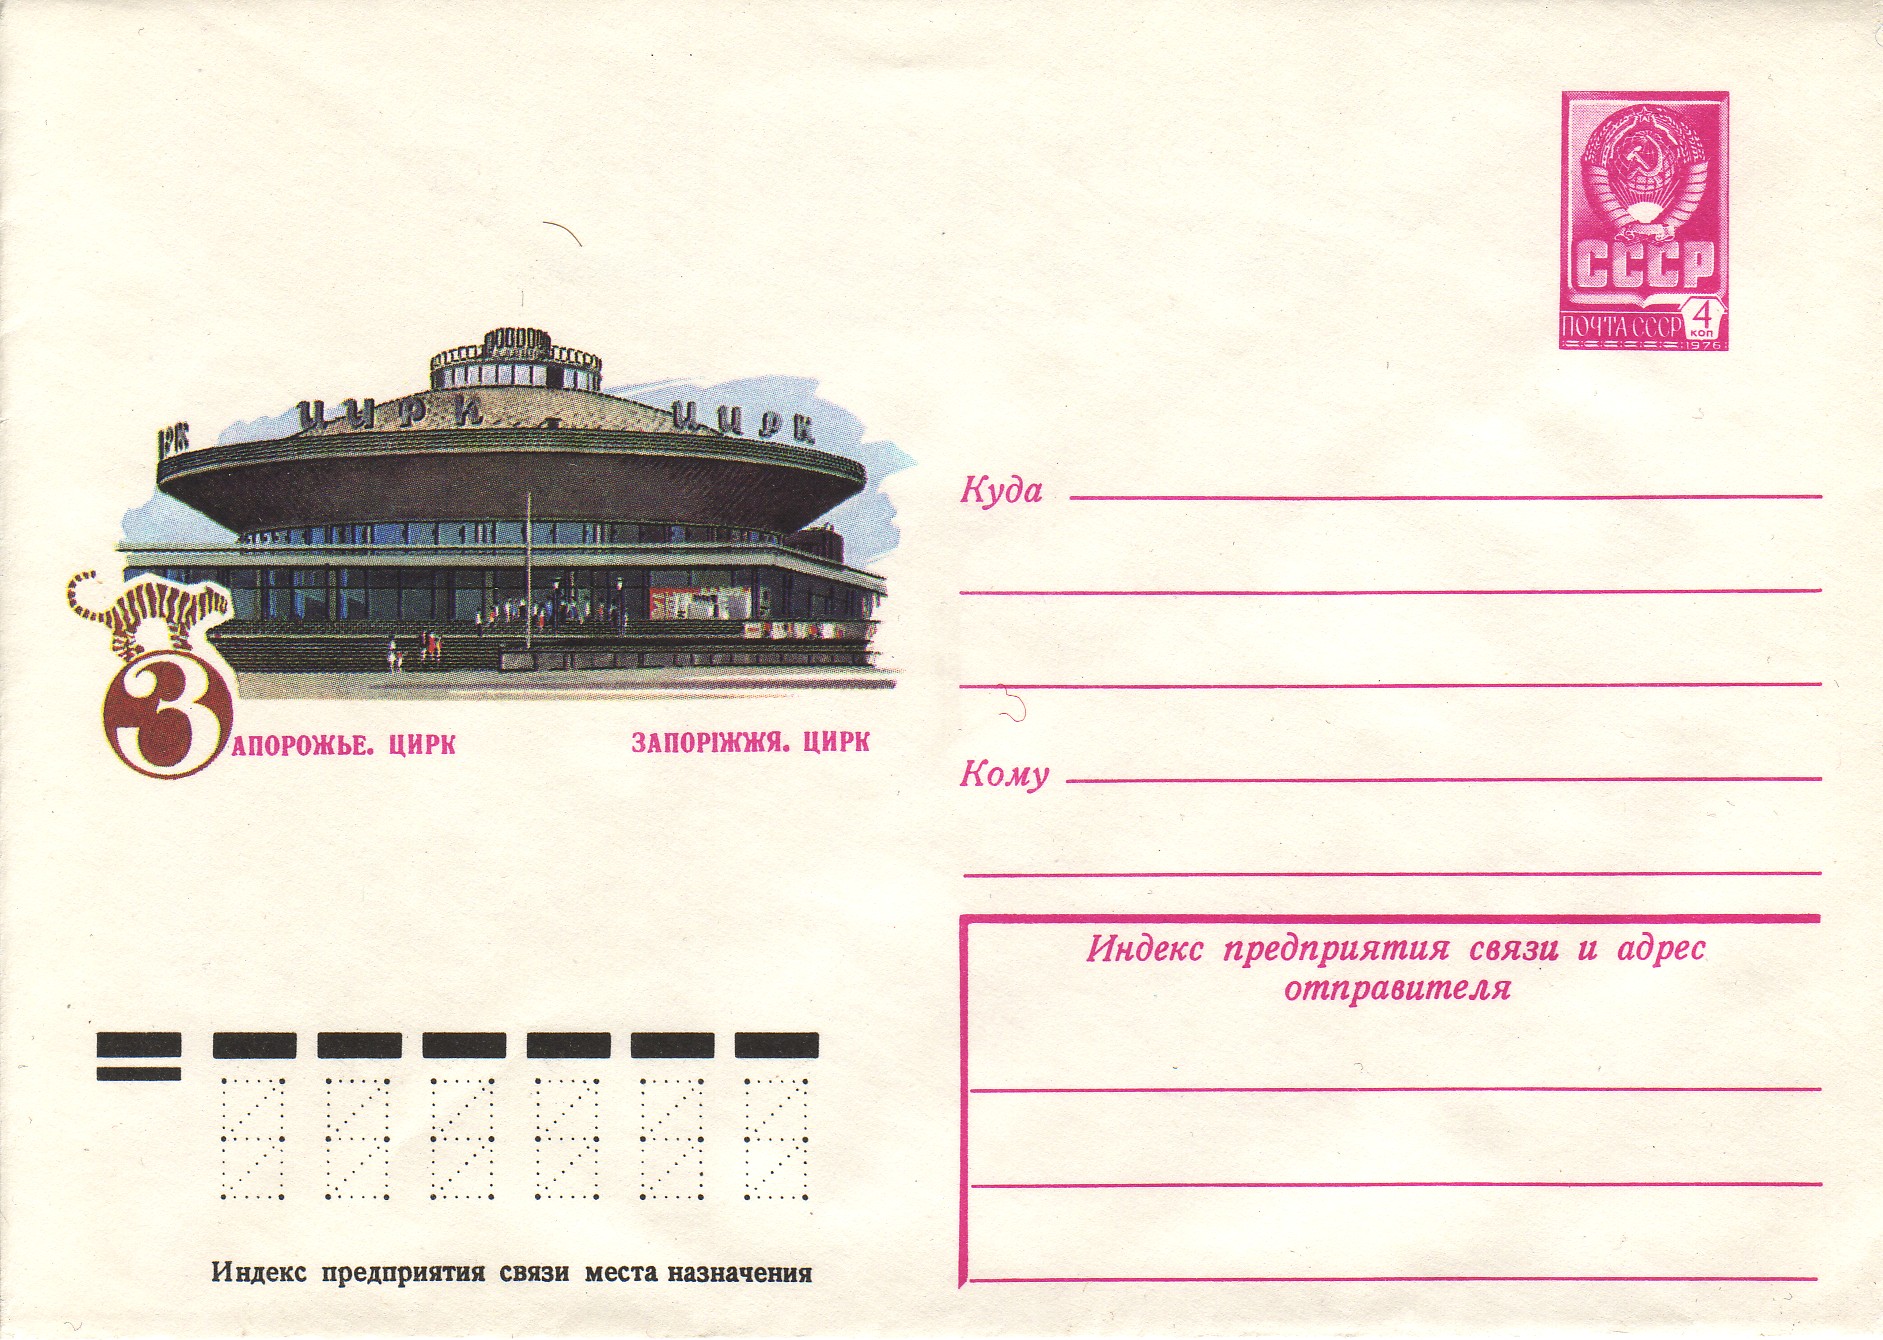 СССР
ПОЧТА СССР 4 КОП
1976
ЦИРК ЦИРК
ИРК
ЗАПОРОЖЬЕ. ЦИРК
ЗАПОРІЖЖЯ. ЦИРК
Куда
Кому
Индекс предприятия связи и адрес
отправителя
Индекс предприятия связи места назначения